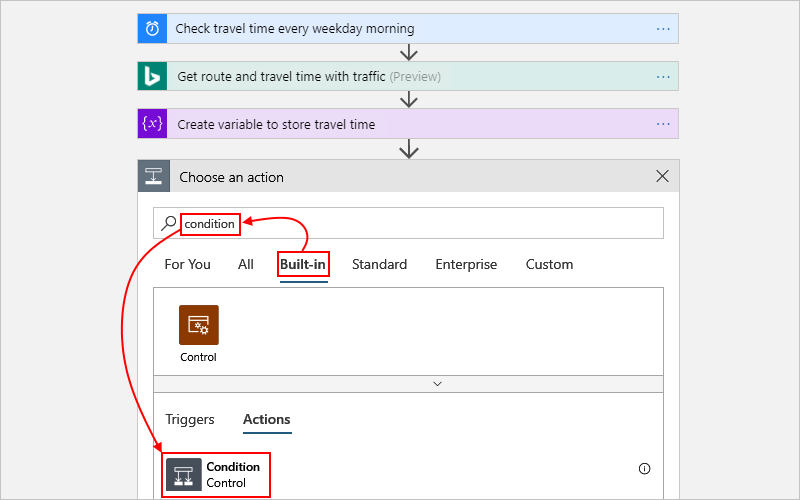 Check travel time every weekday morning
Get route and travel time with traffic (Preview)
{x} Create variable to store travel time
Choose an action
condition
For You All Built-in Standard Enterprise Custom
Control
Triggers Actions
Condition
Control